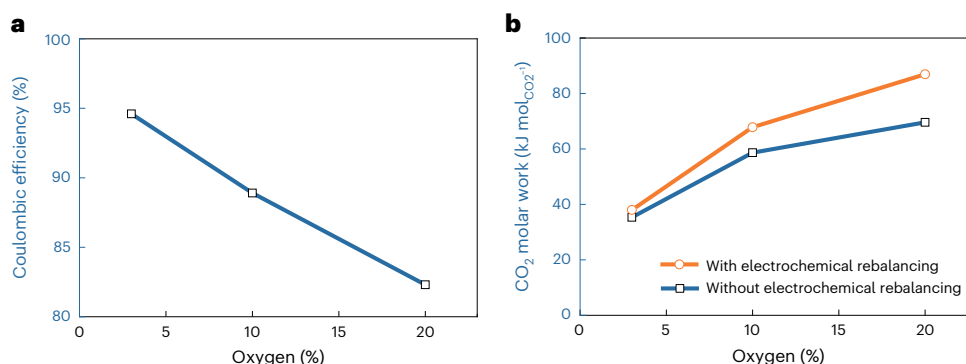 a
Coulombic efficiency (%)
100
95
90
85
80
0 5 10 15 20
Oxygen (%)
b
CO2 molar work (kJ molCO2-1)
100
80
60
40
20
0
With electrochemical rebalancing
Without electrochemical rebalancing
0 5 10 15 20
Oxygen (%)